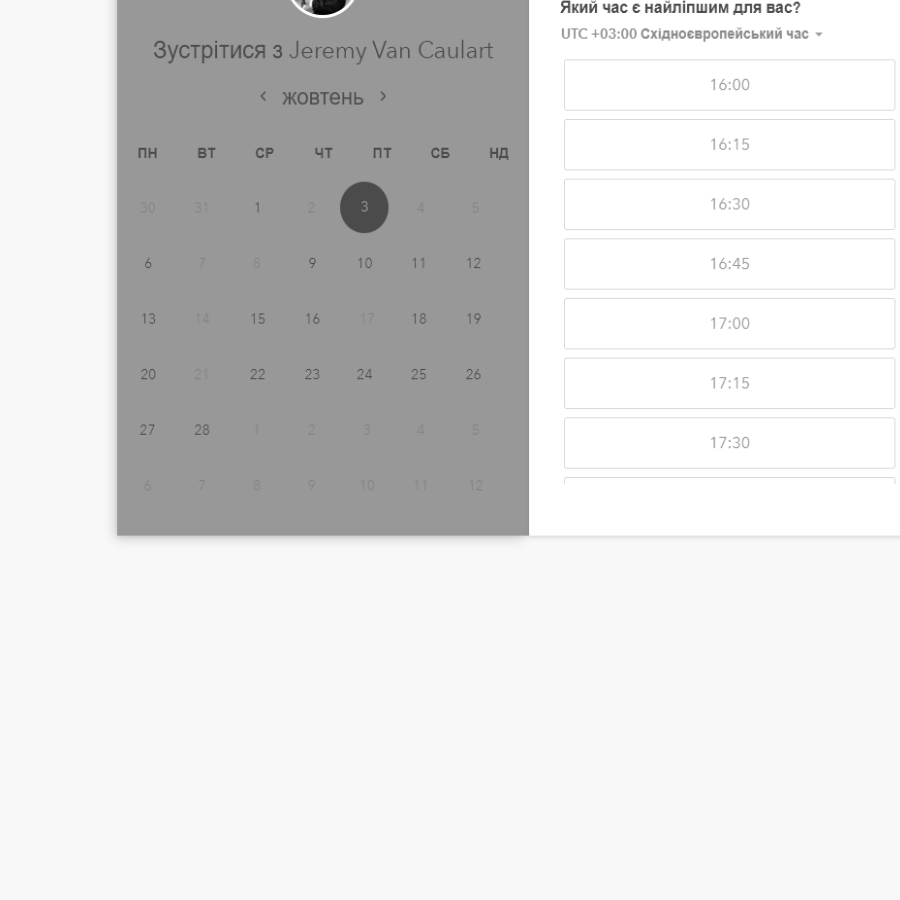 Зустрітися з Jeremy Van Caulart
жовтень
ПН ВТ СР ЧТ ПТ СБ НД
30 31 1 2 3 4 5
6 7 8 9 10 11 12
13 14 15 16 17 18 19
20 21 22 23 24 25 26
27 28 1 2 3 4 5
6 7 8 9 10 11 12
Який час є найліпшим для вас?
UTC +03:00 Східноєвропейський час
16:00
16:15
16:30
16:45
17:00
17:15
17:30